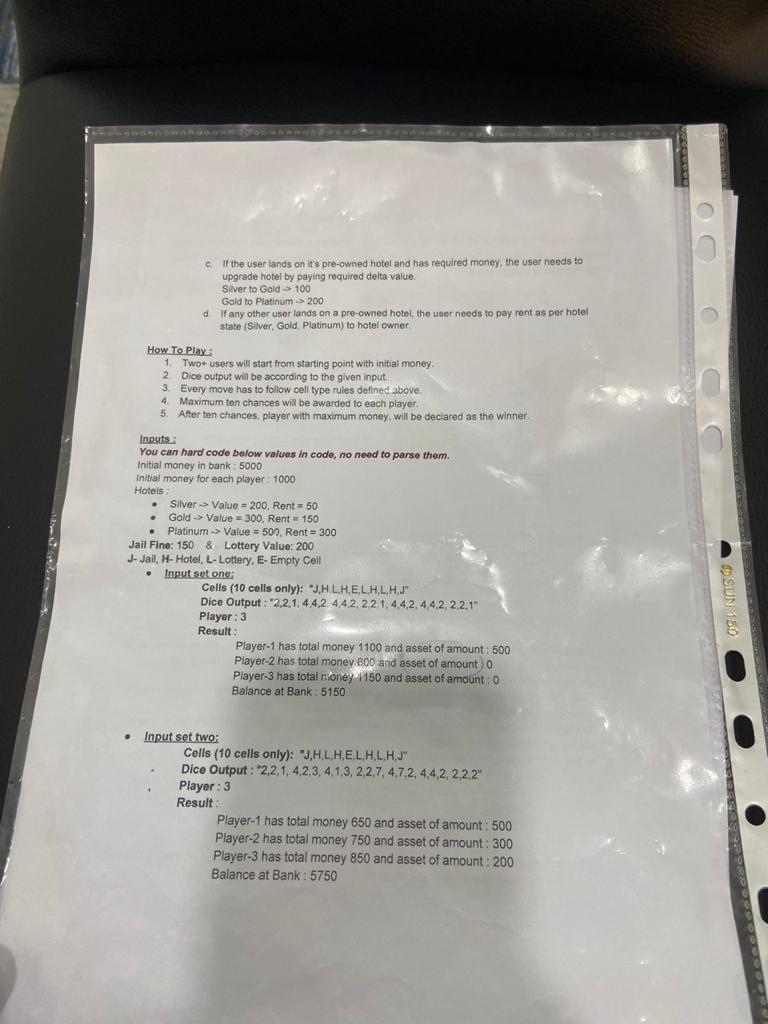 c. If the user lands on it's pre-owned hotel and has required money, the user needs to
upgrade hotel by paying required delta value.
Silver to Gold -> 100
Gold to Platinum -> 200
d. If any other user lands on a pre-owned hotel, the user needs to pay rent as per hotel
state (Silver, Gold, Platinum) to hotel owner.
How To Play :
1. Two+ users will start from starting point with initial money.
2. Dice output will be according to the given input.
3. Every move has to follow cell type rules defined above.
4. Maximum ten chances will be awarded to each player.
5. After ten chances, player with maximum money, will be declared as the winner.
Inputs :
You can hard code below values in code, no need to parse them.
Initial money in bank : 5000
Initial money for each player : 1000
Hotels :
• Silver -> Value = 200, Rent = 50
• Gold -> Value = 300, Rent = 150
• Platinum -> Value = 500, Rent = 300
Jail Fine: 150 & Lottery Value: 200
J- Jail, H- Hotel, L- Lottery, E- Empty Cell
• Input set one:
Cells (10 cells only): "J,H,L,H,E,L,H,L,H,J"
Dice Output : "2,2,1, 4,4,2, 4,4,2, 2,2,1, 4,4,2, 4,4,2, 2,2,1"
Player : 3
Result :
Player-1 has total money 1100 and asset of amount : 500
Player-2 has total money 600 and asset of amount : 0
Player-3 has total money 1150 and asset of amount : 0
Balance at Bank : 5150
• Input set two:
Cells (10 cells only): "J,H,L,H,E,L,H,L,H,J"
Dice Output : "2,2,1, 4,2,3, 4,1,3, 2,2,7, 4,7,2, 4,4,2, 2,2,2"
Player : 3
Result :
Player-1 has total money 650 and asset of amount : 500
Player-2 has total money 750 and asset of amount : 300
Player-3 has total money 850 and asset of amount : 200
Balance at Bank : 5750
SUN 150